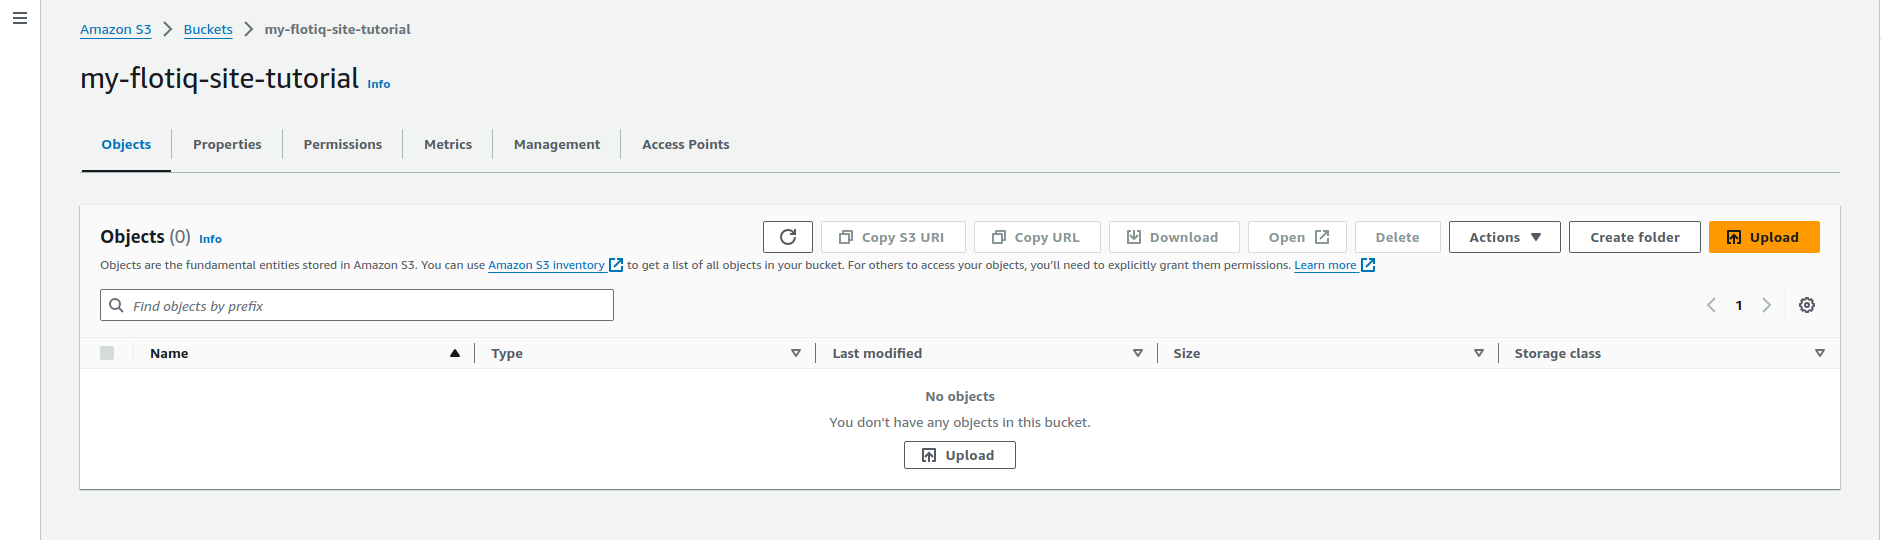 Amazon S3 Buckets my-flotiq-site-tutorial
my-flotiq-site-tutorial Info
Objects Properties Permissions Metrics Management Access Points
Objects (0) Info Copy S3 URI Copy URL Download Open Delete Actions Create folder Upload
Objects are the fundamental entities stored in Amazon S3. You can use Amazon S3 inventory to get a list of all objects in your bucket. For others to access your objects, you'll need to explicitly grant them permissions. Learn more
Find objects by prefix 1
Name Type Last modified Size Storage class
No objects
You don't have any objects in this bucket.
Upload